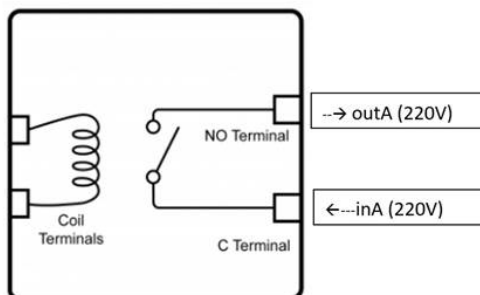 --→ outA (220V)
NO Terminal
←---inA (220V)
Coil
Terminals
C Terminal